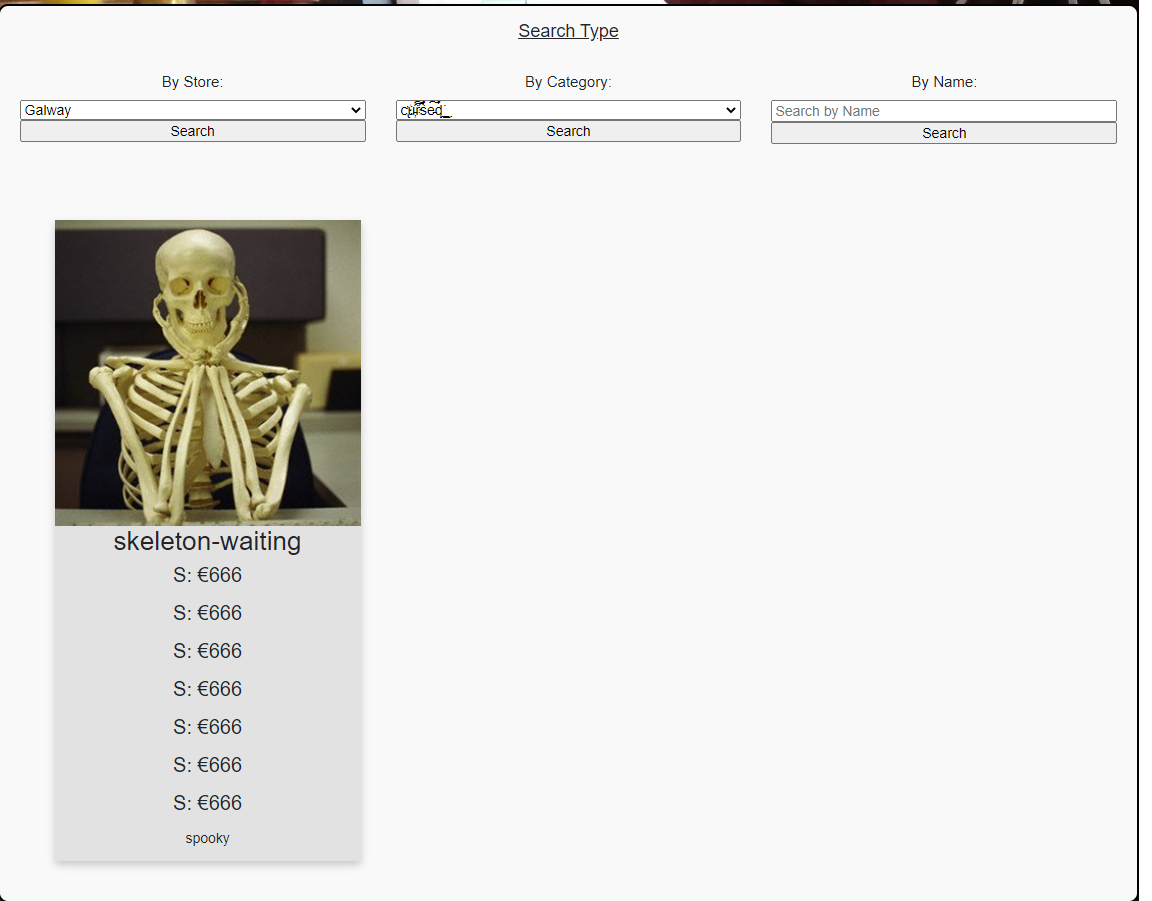 Search Type
By Store:
Galway
Search
By Category:
cursed_
Search
By Name:
Search by Name
Search
skeleton-waiting
S: €666
S: €666
S: €666
S: €666
S: €666
S: €666
S: €666
spooky